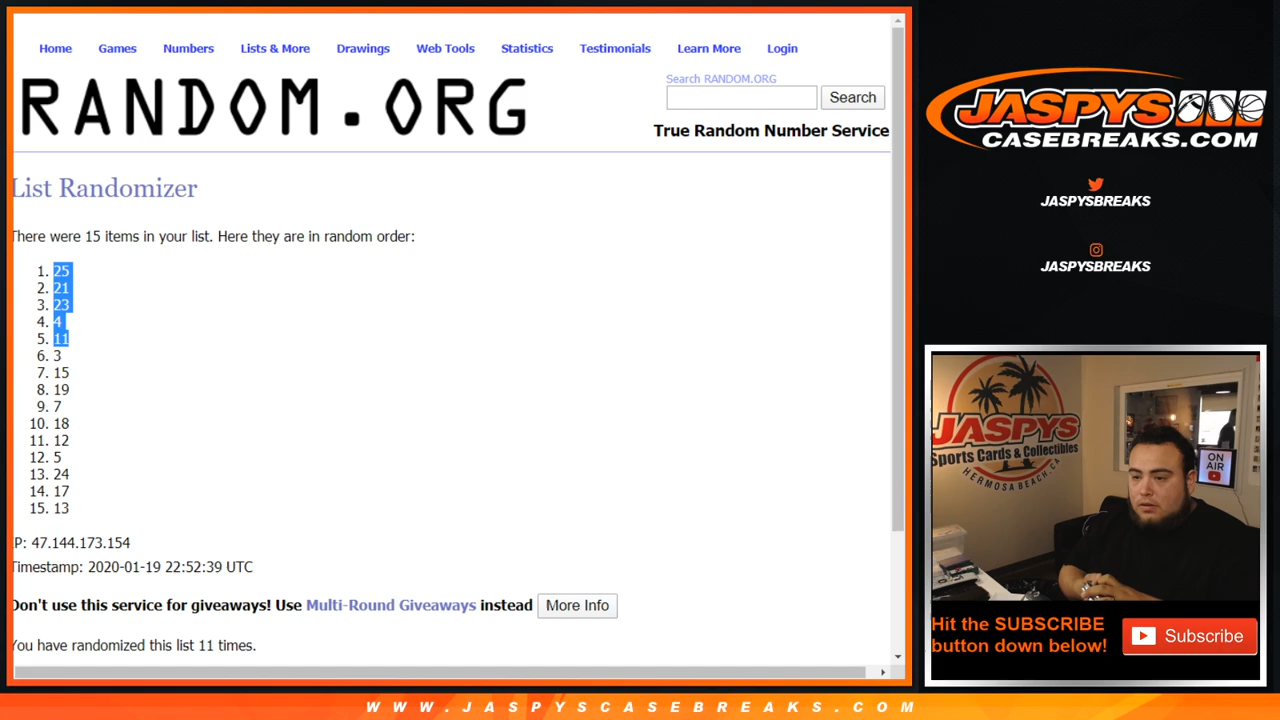 Home Games Numbers Lists & More Drawings Web Tools Statistics Testimonials Learn More Login
RANDOM.ORG
Search RANDOM.ORG
Search
True Random Number Service
List Randomizer
There were 15 items in your list. Here they are in random order:
1. 25
2. 21
3. 23
4. 4
5. 11
6. 3
7. 15
8. 19
9. 7
10. 18
11. 12
12. 5
13. 24
14. 17
15. 13
IP: 47.144.173.154
Timestamp: 2020-01-19 22:52:39 UTC
Don't use this service for giveaways! Use Multi-Round Giveaways instead More Info
You have randomized this list 11 times.
JASPYS
CASEBREAKS.COM
JASPYSBREAKS
JASPYSBREAKS
JASPYS
Sports Cards & Collectibles
HERMOSA BEACH, CA
ON
AIR
Hit the SUBSCRIBE
button down below!
Subscribe
WWW.JASPYSCASEBREAKS.COM